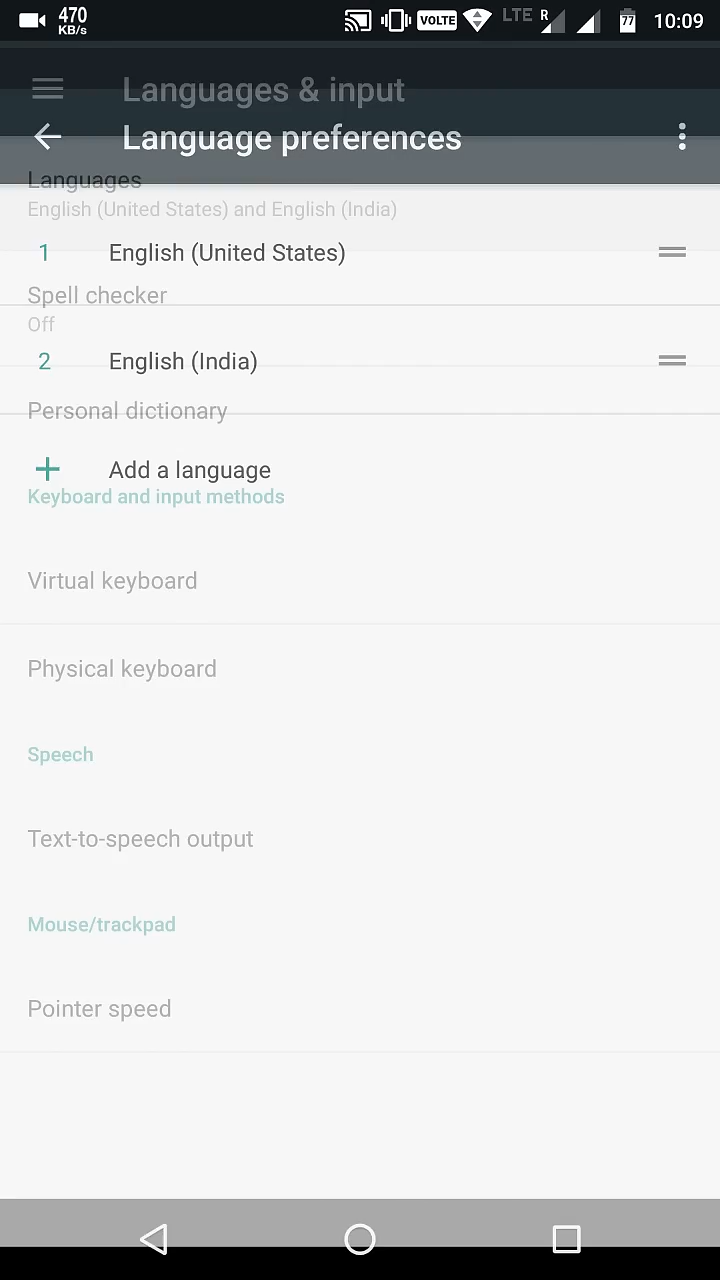 470
KB/s
VOLTE
LTE
R
77
10:09
Languages & input
Language preferences
Languages
English (United States) and English (India)
1 English (United States)
Spell checker
Off
2 English (India)
Personal dictionary
Add a language
Keyboard and input methods
Virtual keyboard
Physical keyboard
Speech
Text-to-speech output
Mouse/trackpad
Pointer speed